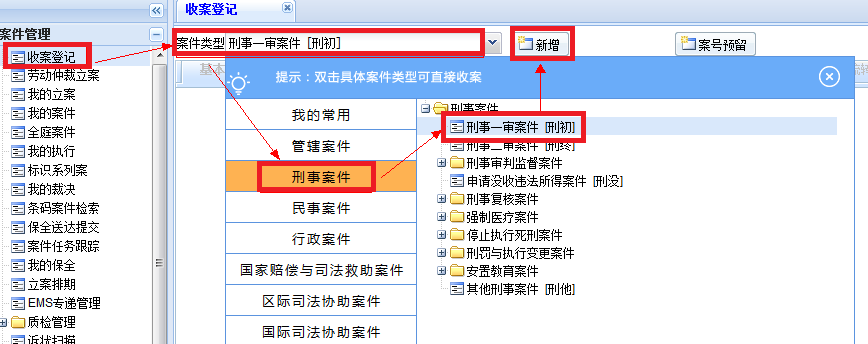 收案登记
案件管理
案件类型 刑事一审案件 [刑初]
新增
案号预留
基本
提示：双击具体案件类型可直接收案
收案登记
劳动仲裁立案
我的立案
我的案件
全庭案件
我的执行
标识系列案
我的裁决
条码案件检索
保全送达提交
案件任务跟踪
我的保全
立案排期
EMS专递管理
质检管理
诉状扫描
我的常用
管辖案件
刑事案件
民事案件
行政案件
国家赔偿与司法救助案件
区际司法协助案件
国际司法协助案件
刑事案件
刑事一审案件 [刑初]
刑事二审案件 [刑终]
刑事审判监督案件
申请没收违法所得案件 [刑没]
刑事复核案件
强制医疗案件
停止执行死刑案件
刑罚与执行变更案件
安置教育案件
其他刑事案件 [刑他]